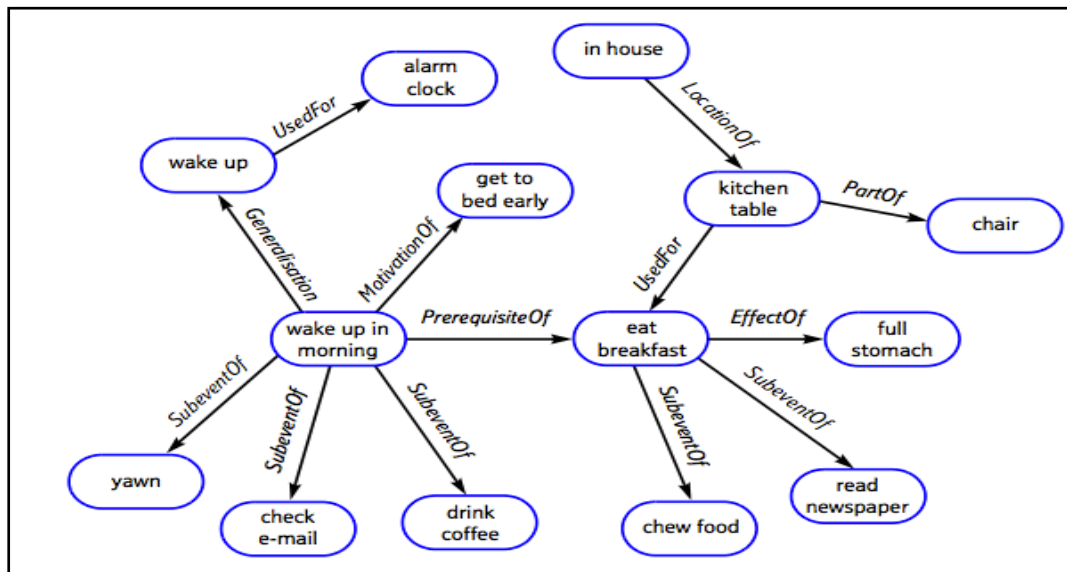 in house
alarm
clock
UsedFor
LocationOf
wake up
get to
bed early
kitchen
table
PartOf
chair
Generalisation
MotivationOf
UsedFor
wake up in
morning
PrerequisiteOf
eat
breakfast
EffectOf
full
stomach
SubeventOf
SubeventOf
SubeventOf
SubeventOf
SubeventOf
yawn
check
e-mail
drink
coffee
chew food
read
newspaper